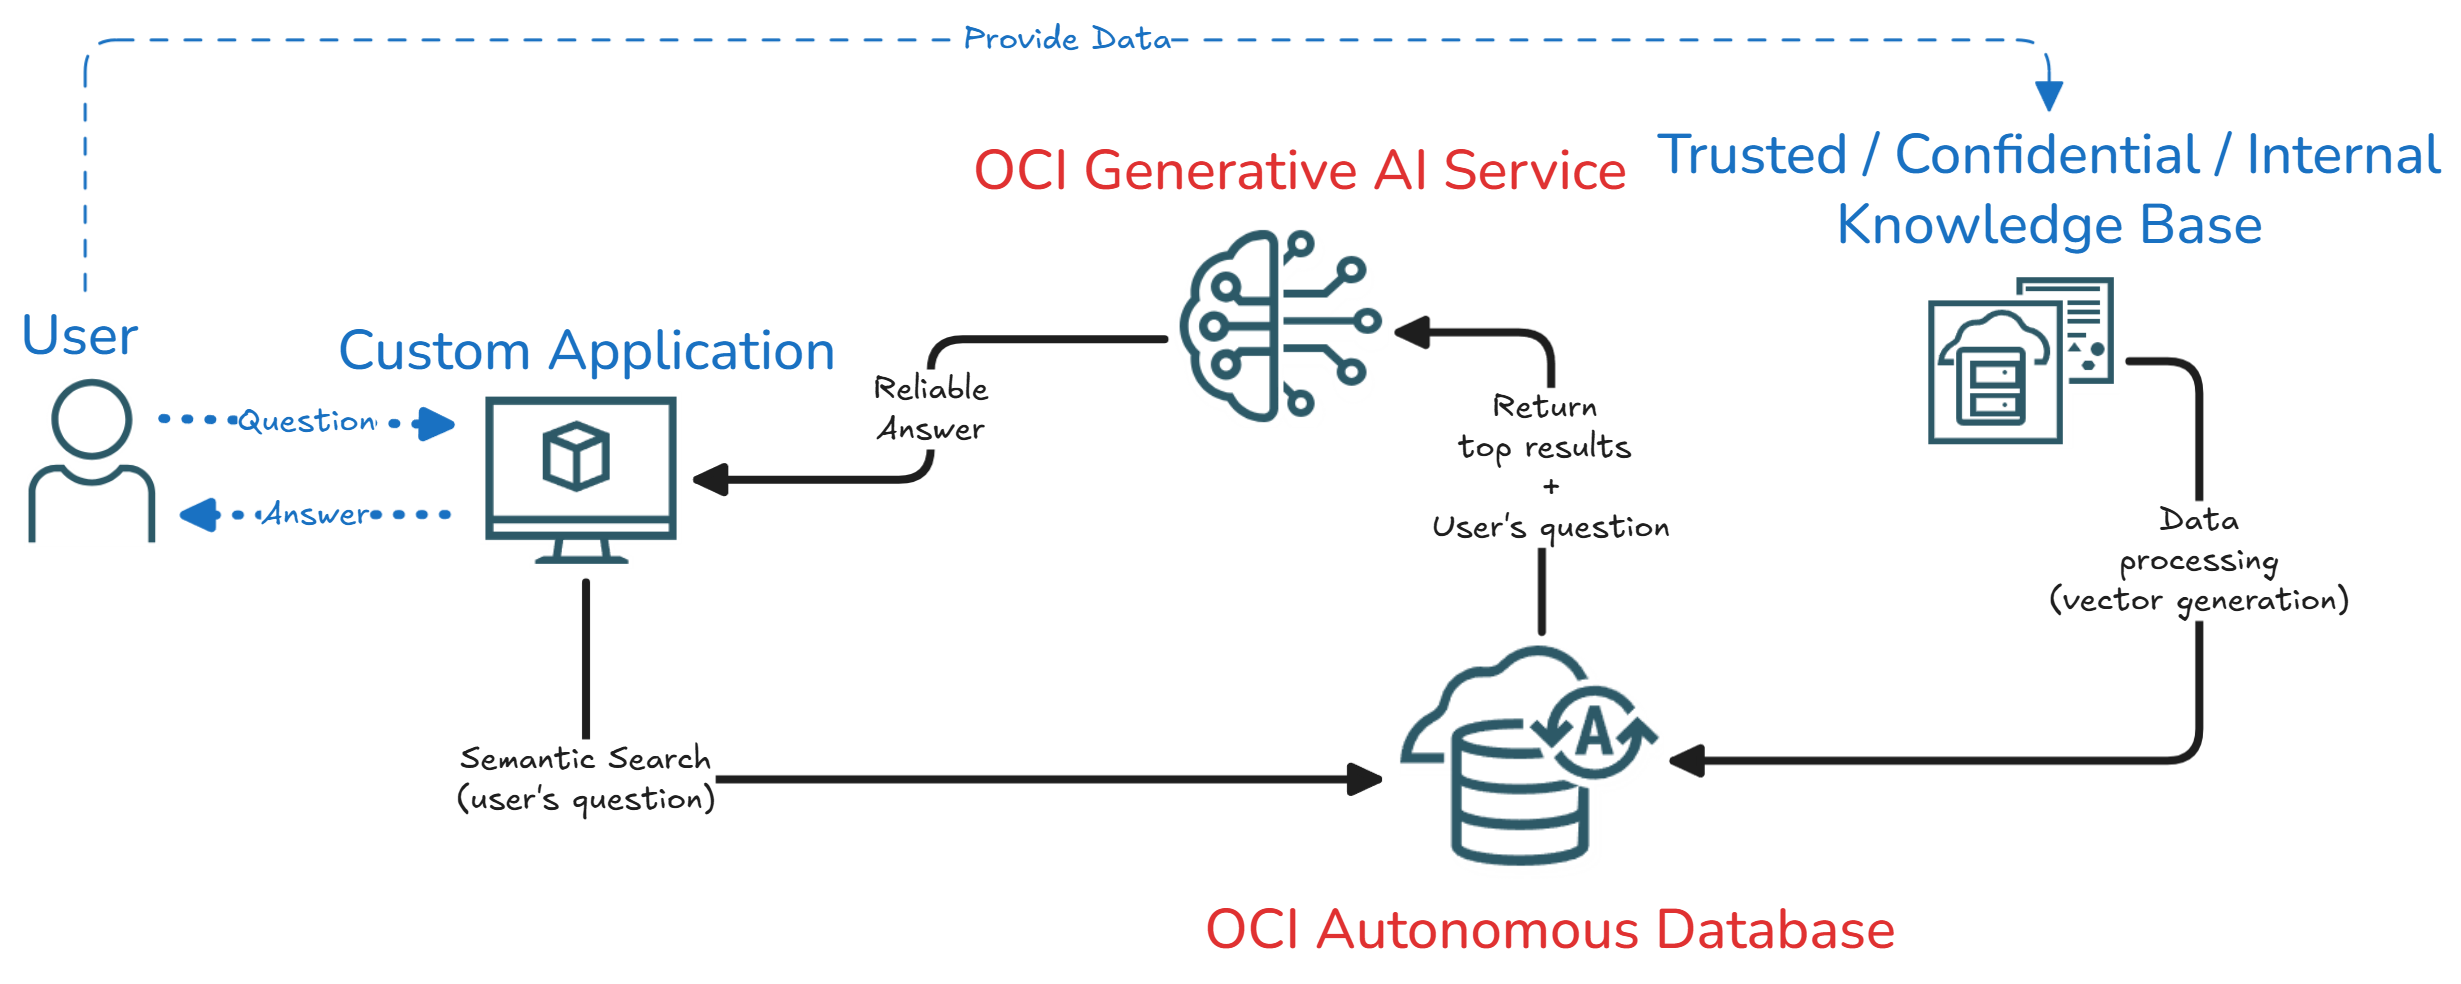 Provide Data
OCI Generative AI Service
Trusted / Confidential / Internal
Knowledge Base
User
Custom Application
Question
Answer
Reliable
Answer
Return
top results
+
User's question
Data
processing
(vector generation)
Semantic Search
(user's question)
A
OCI Autonomous Database